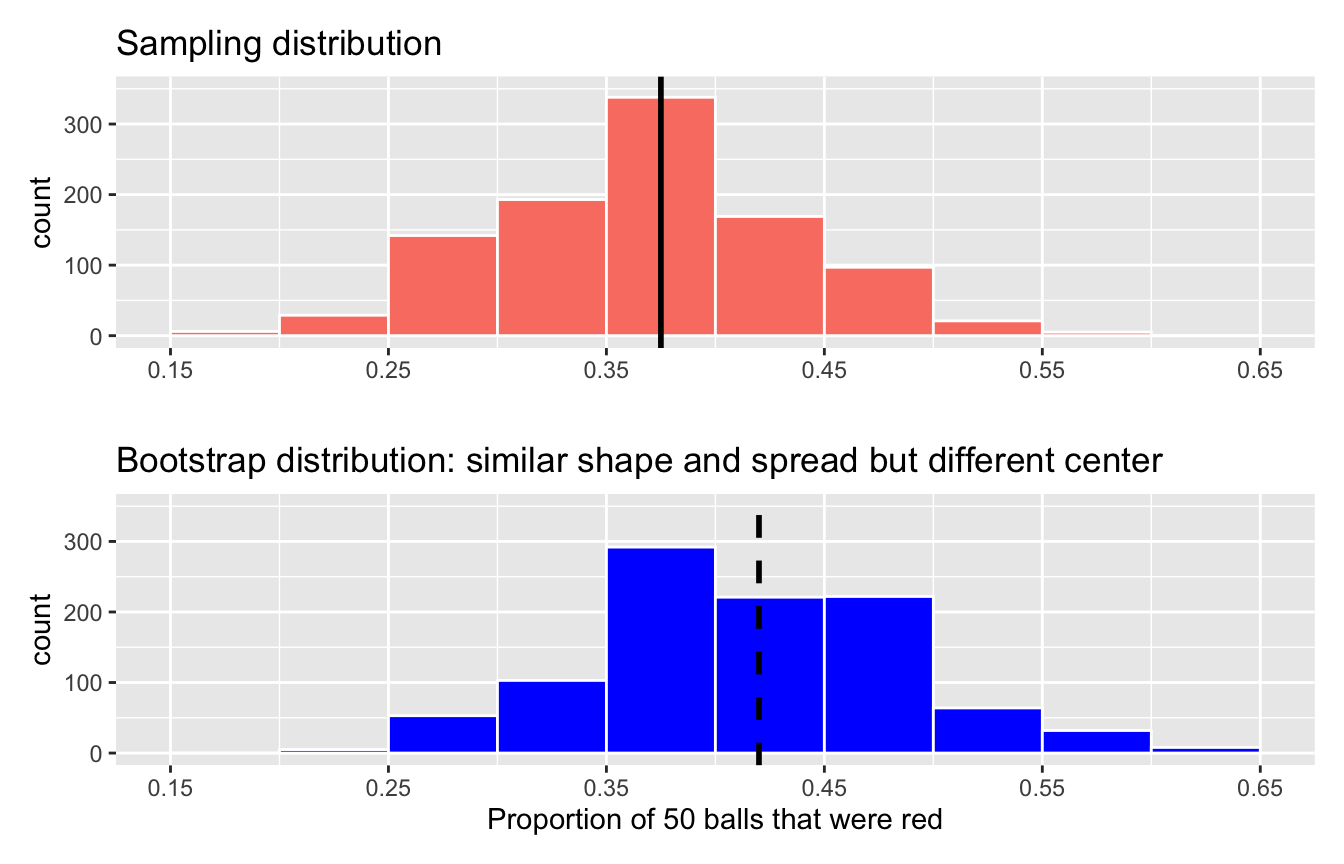 Sampling distribution
count
300
200
100
0
0.15 0.25 0.35 0.45 0.55 0.65
Bootstrap distribution: similar shape and spread but different center
count
300
200
100
0
0.15 0.25 0.35 0.45 0.55 0.65
Proportion of 50 balls that were red